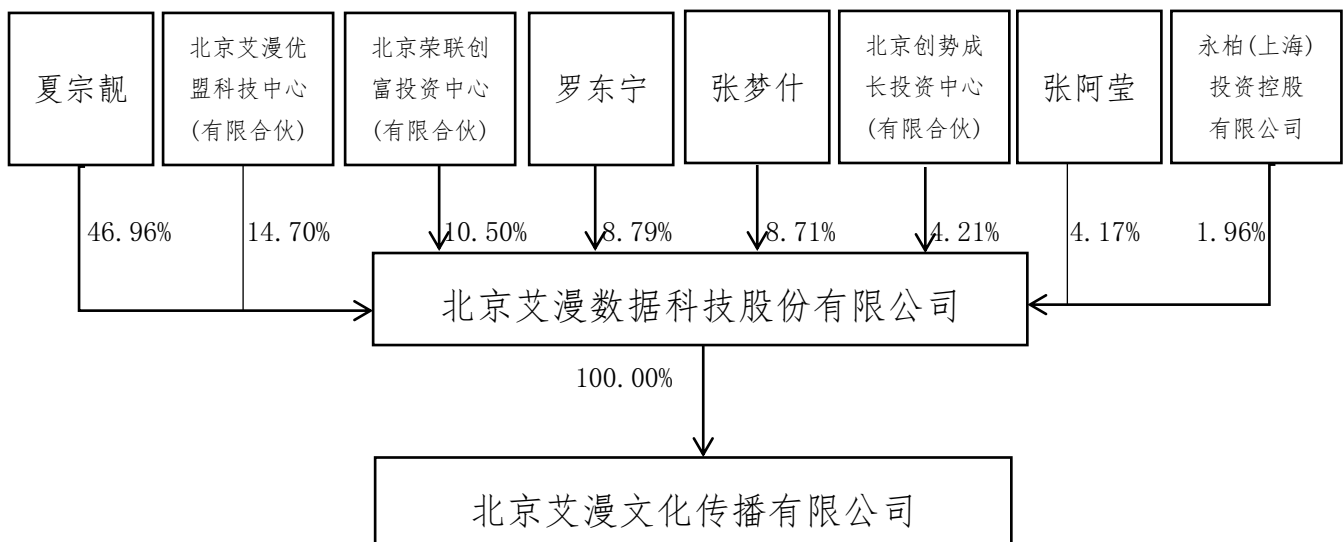 夏宗靓
北京艾漫优
盟科技中心
(有限合伙)
北京荣联创
富投资中心
(有限合伙)
罗东宁
张梦什
北京创势成
长投资中心
(有限合伙)
张阿莹
永柏(上海)
投资控股
有限公司
46.96%
14.70%
10.50%
8.79%
8.71%
4.21%
4.17%
1.96%
北京艾漫数据科技股份有限公司
100.00%
北京艾漫文化传播有限公司